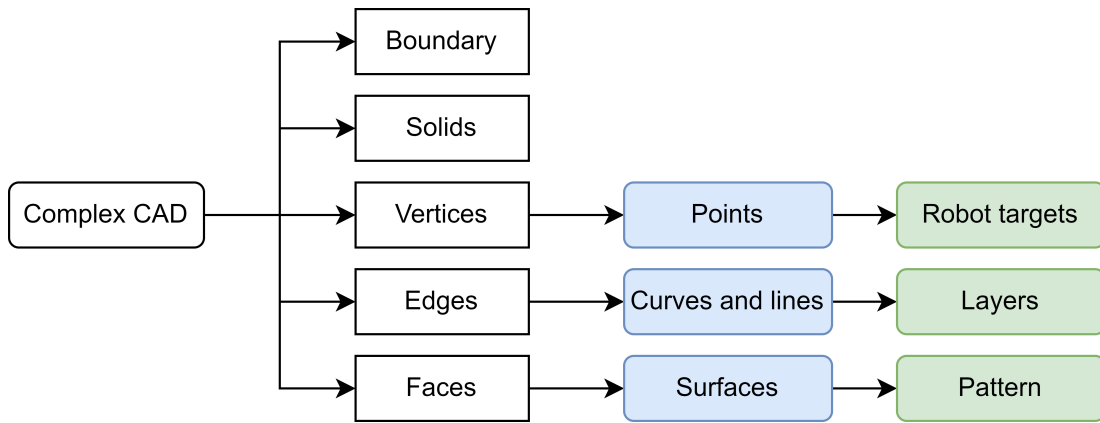 Boundary
Solids
Complex CAD
Vertices
Points
Robot targets
Edges
Curves and lines
Layers
Faces
Surfaces
Pattern